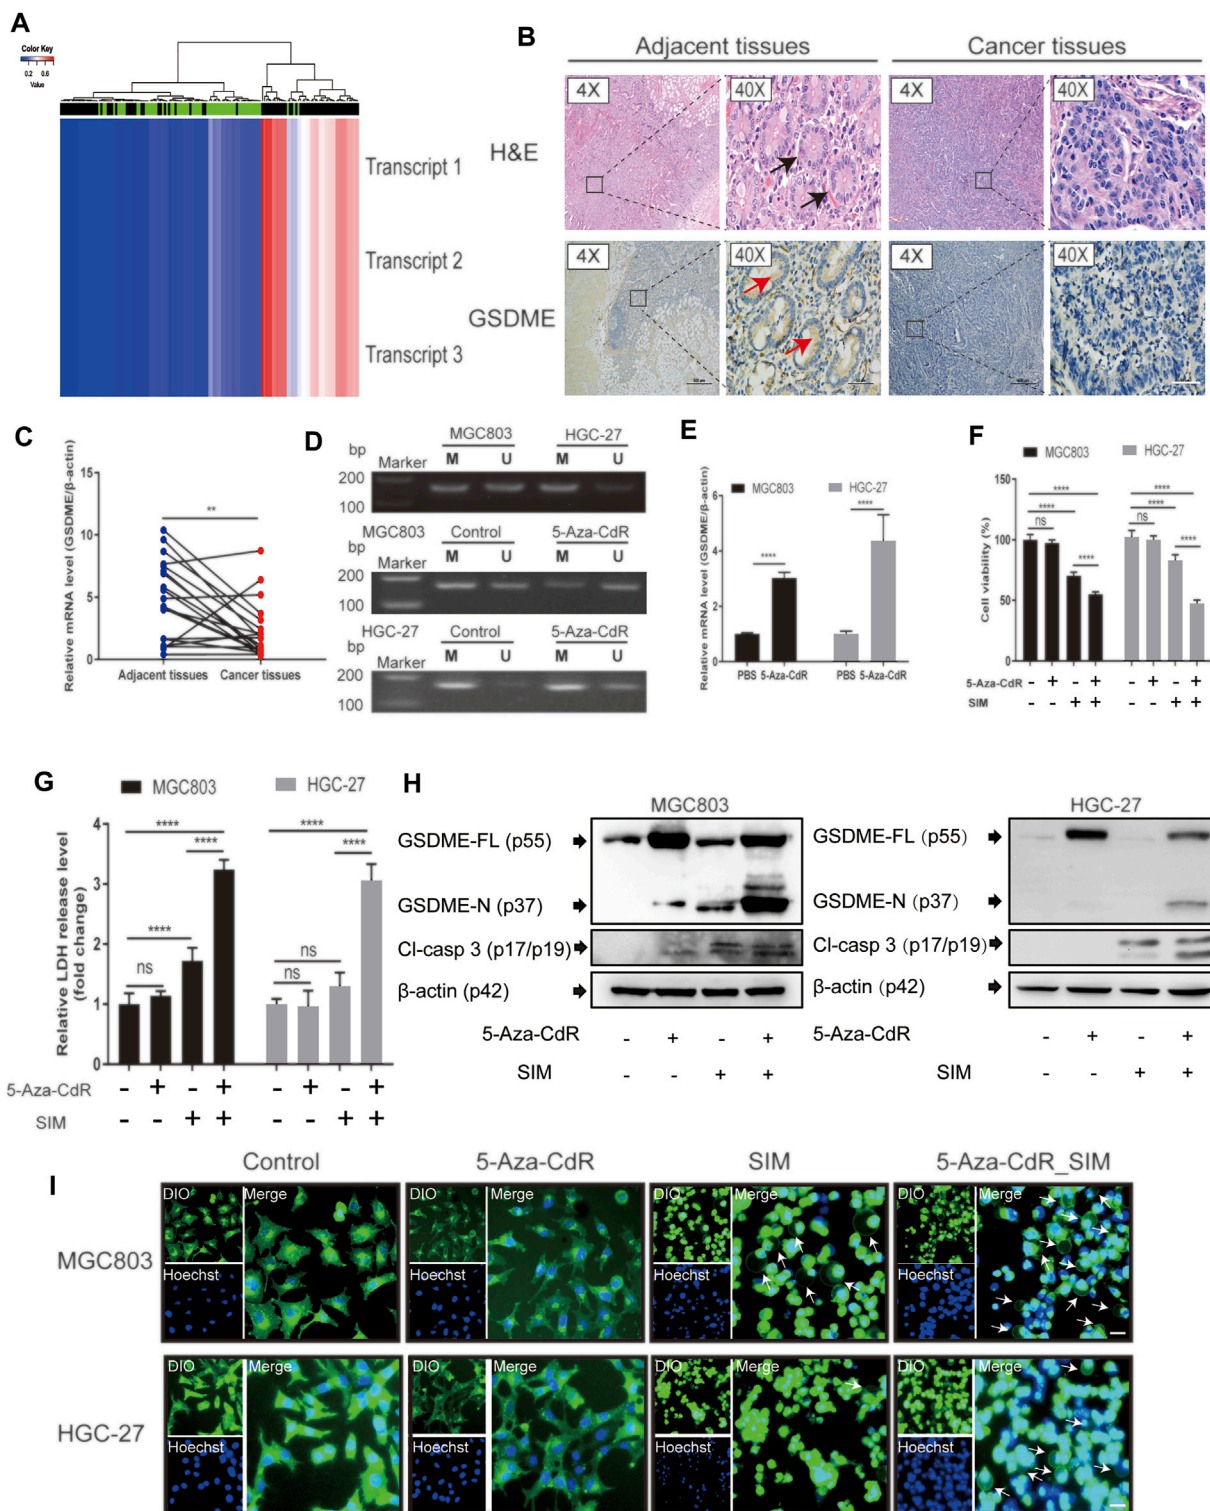 A
Color Key
0.2 0.6
Value
Transcript 1
Transcript 2
Transcript 3
B
Adjacent tissues Cancer tissues
H&E
4X 40X 4X 40X
GSDME
4X 40X 4X 40X
C
Relative mRNA level (GSDME/β-actin)
15
10
5
0
**
Adjacent tissues Cancer tissues
D
MGC803 HGC-27
bp Marker M U M U
200
100
MGC803 Control 5-Aza-CdR
bp Marker M U M U
200
100
HGC-27 Control 5-Aza-CdR
bp Marker M U M U
200
100
E
Relative mRNA level (GSDME/β-actin)
MGC803 HGC-27
6
4
2
0
**** ****
PBS 5-Aza-CdR PBS 5-Aza-CdR
F
MGC803 HGC-27
Cell viability (%)
150
100
50
0
**** ****
**** ****
ns **** ns ****
5-Aza-CdR - + - + - + - +
SIM - - + + - - + +
G
MGC803 HGC-27
Relative LDH release level
(fold change)
4
3
2
1
0
**** ****
**** ****
**** ns
ns ns
5-Aza-CdR - + - + - + - +
SIM - - + + - - + +
H
MGC803 HGC-27
GSDME-FL (p55) GSDME-FL (p55)
GSDME-N (p37) GSDME-N (p37)
Cl-casp 3 (p17/p19) Cl-casp 3 (p17/p19)
β-actin (p42) β-actin (p42)
5-Aza-CdR - + - + 5-Aza-CdR - + - +
SIM - - + + SIM - - + +
I
Control 5-Aza-CdR SIM 5-Aza-CdR_SIM
MGC803
DIO Merge DIO Merge DIO Merge DIO Merge
Hoechst Hoechst Hoechst Hoechst
HGC-27
DIO Merge DIO Merge DIO Merge DIO Merge
Hoechst Hoechst Hoechst Hoechst